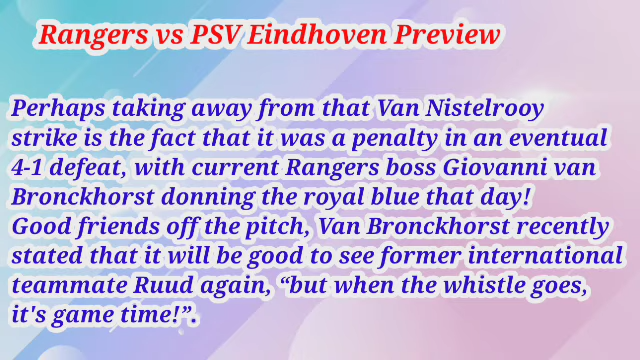 Rangers vs PSV Eindhoven Preview
Perhaps taking away from that Van Nistelrooy
strike is the fact that it was a penalty in an eventual
4-1 defeat, with current Rangers boss Giovanni van
Bronckhorst donning the royal blue that day!
Good friends off the pitch, Van Bronckhorst recently
stated that it will be good to see former international
teammate Ruud again, “but when the whistle goes,
it's game time!”.